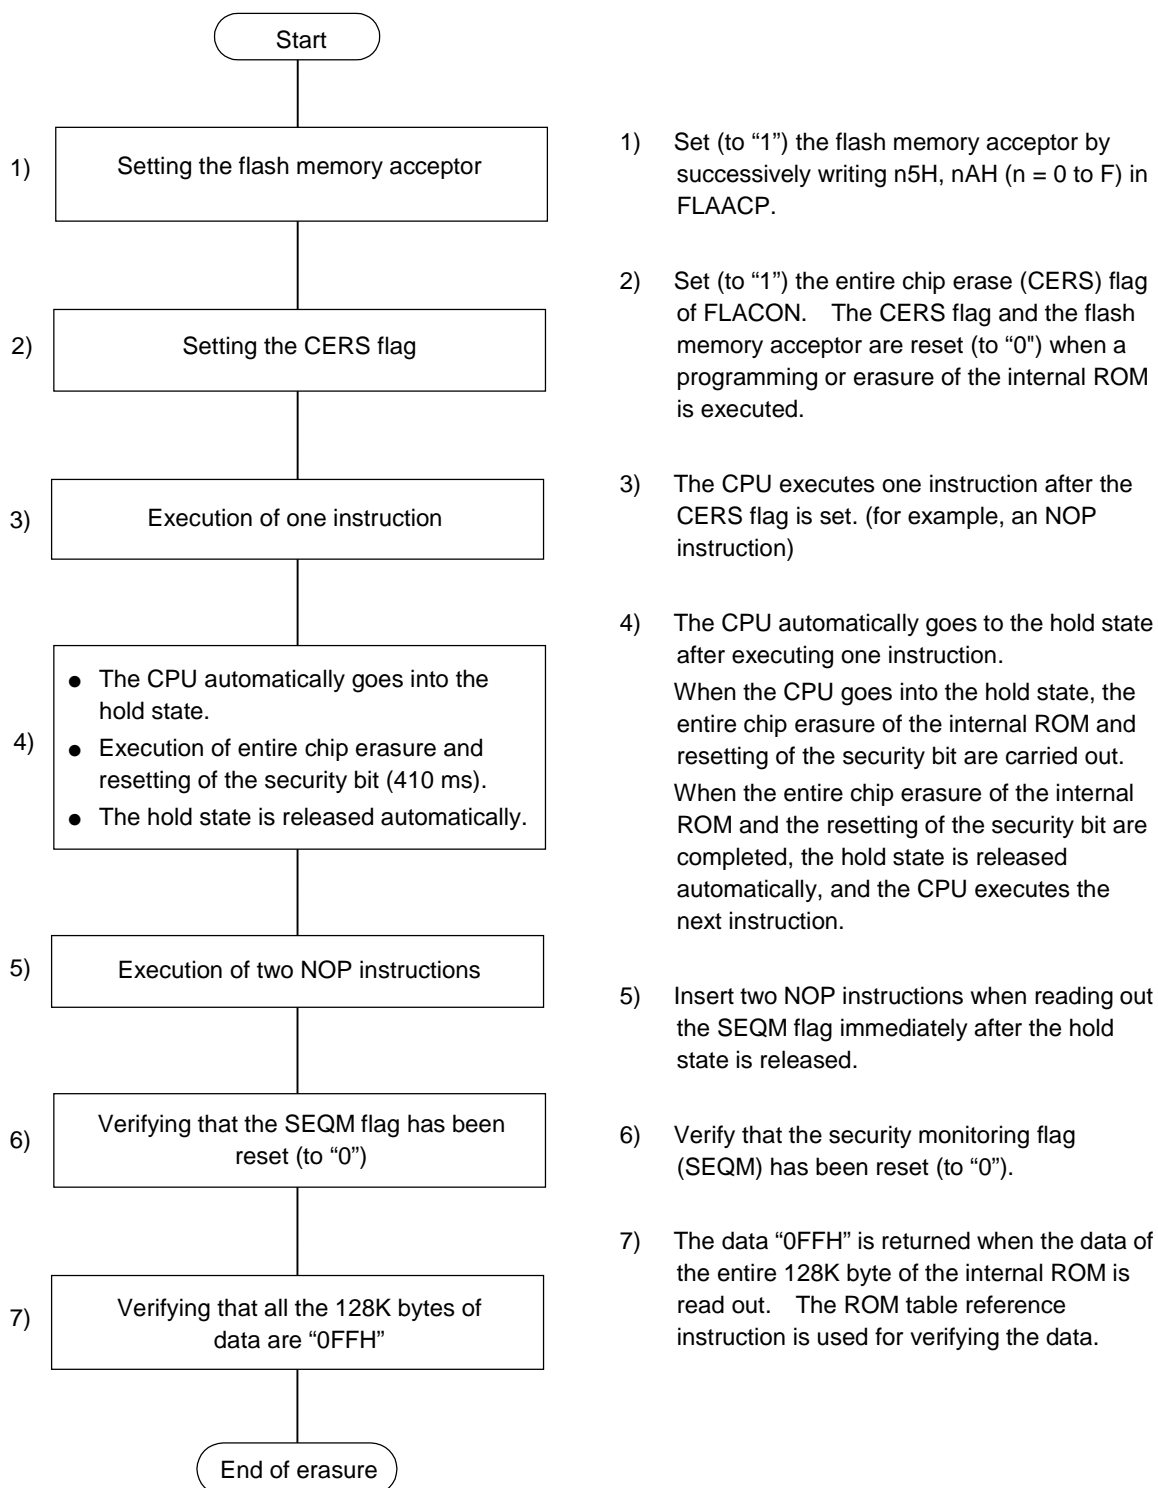 Start
1)
Setting the flash memory acceptor
2)
Setting the CERS flag
3)
Execution of one instruction
4)
● The CPU automatically goes into the
hold state.
● Execution of entire chip erasure and
resetting of the security bit (410 ms).
● The hold state is released automatically.
5)
Execution of two NOP instructions
6)
Verifying that the SEQM flag has been
reset (to “0”)
7)
Verifying that all the 128K bytes of
data are “0FFH”
End of erasure
1) Set (to “1”) the flash memory acceptor by
successively writing n5H, nAH (n = 0 to F) in
FLAACP.
2) Set (to “1”) the entire chip erase (CERS) flag
of FLACON. The CERS flag and the flash
memory acceptor are reset (to “0") when a
programming or erasure of the internal ROM
is executed.
3) The CPU executes one instruction after the
CERS flag is set. (for example, an NOP
instruction)
4) The CPU automatically goes to the hold state
after executing one instruction.
When the CPU goes into the hold state, the
entire chip erasure of the internal ROM and
resetting of the security bit are carried out.
When the entire chip erasure of the internal
ROM and the resetting of the security bit are
completed, the hold state is released
automatically, and the CPU executes the
next instruction.
5) Insert two NOP instructions when reading out
the SEQM flag immediately after the hold
state is released.
6) Verify that the security monitoring flag
(SEQM) has been reset (to “0”).
7) The data “0FFH” is returned when the data of
the entire 128K byte of the internal ROM is
read out. The ROM table reference
instruction is used for verifying the data.